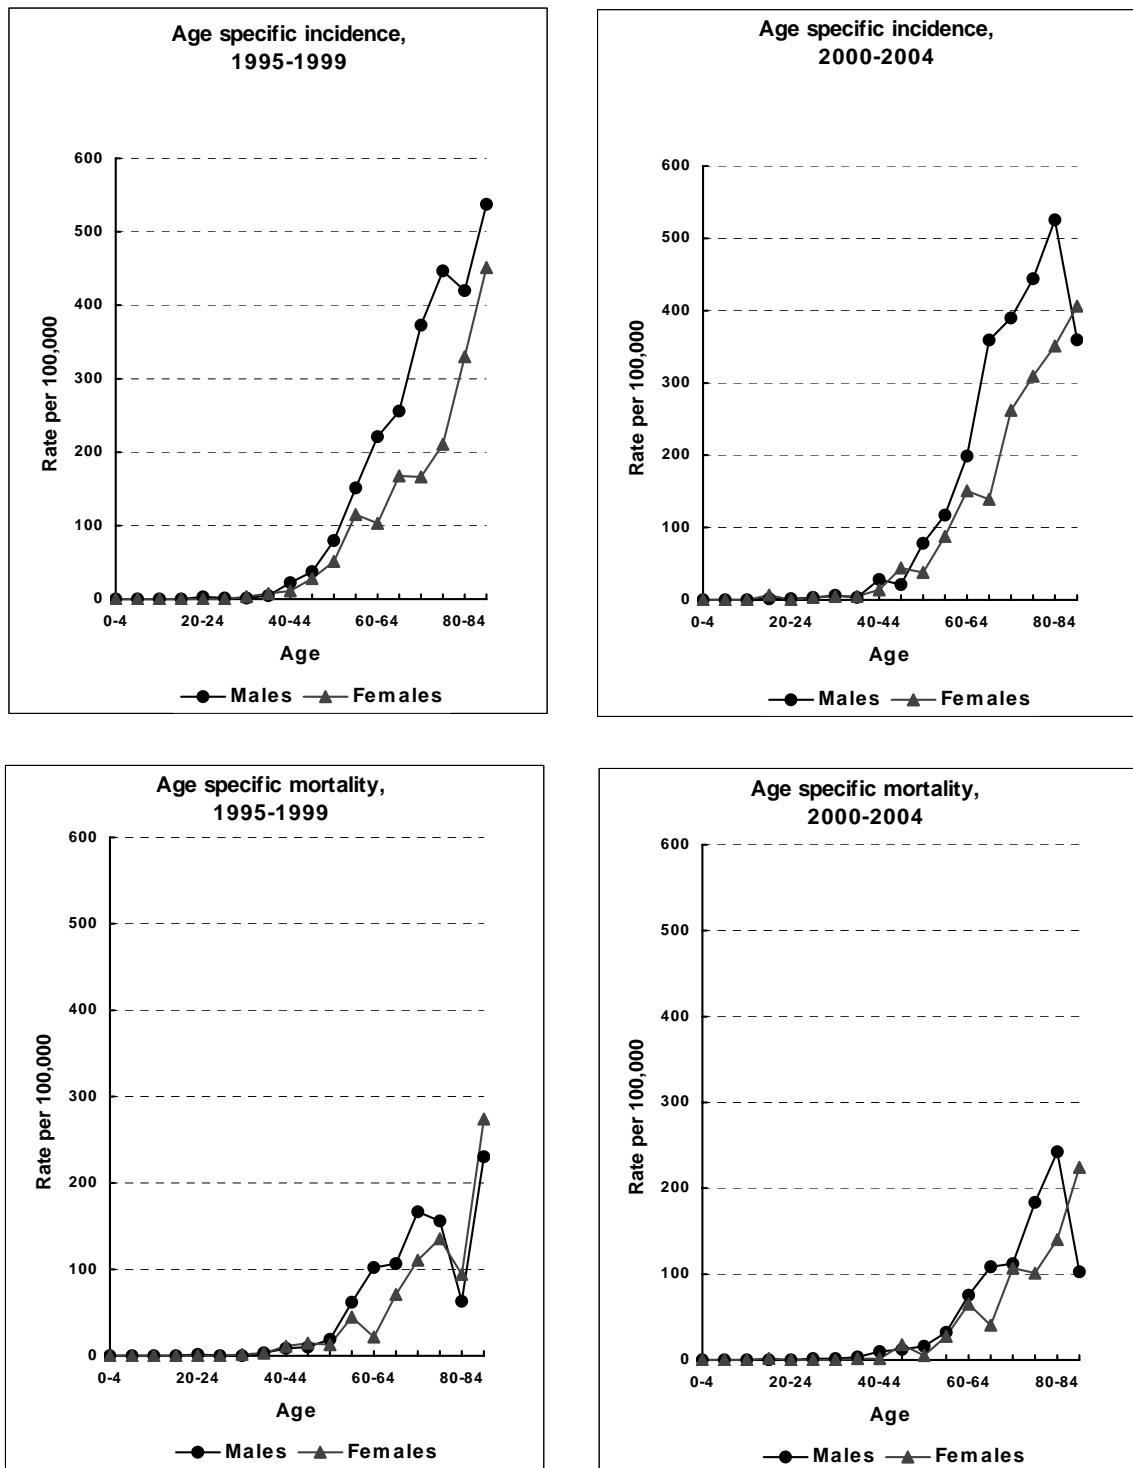 Age specific incidence,
1995-1999
600
500
400
300
200
100
0
Rate per 100,000
0-4 20-24 40-44 60-64 80-84
Age
Males Females
Age specific incidence,
2000-2004
600
500
400
300
200
100
0
Rate per 100,000
0-4 20-24 40-44 60-64 80-84
Age
Males Females
Age specific mortality,
1995-1999
600
500
400
300
200
100
0
Rate per 100,000
0-4 20-24 40-44 60-64 80-84
Age
Males Females
Age specific mortality,
2000-2004
600
500
400
300
200
100
0
Rate per 100,000
0-4 20-24 40-44 60-64 80-84
Age
Males Females